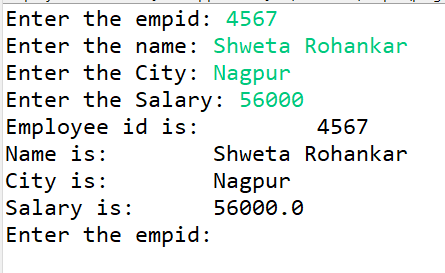 Enter the empid: 4567
Enter the name: Shweta Rohankar
Enter the City: Nagpur
Enter the Salary: 56000
Employee id is:         4567
Name is:        Shweta Rohankar
City is:        Nagpur
Salary is:      56000.0
Enter the empid: